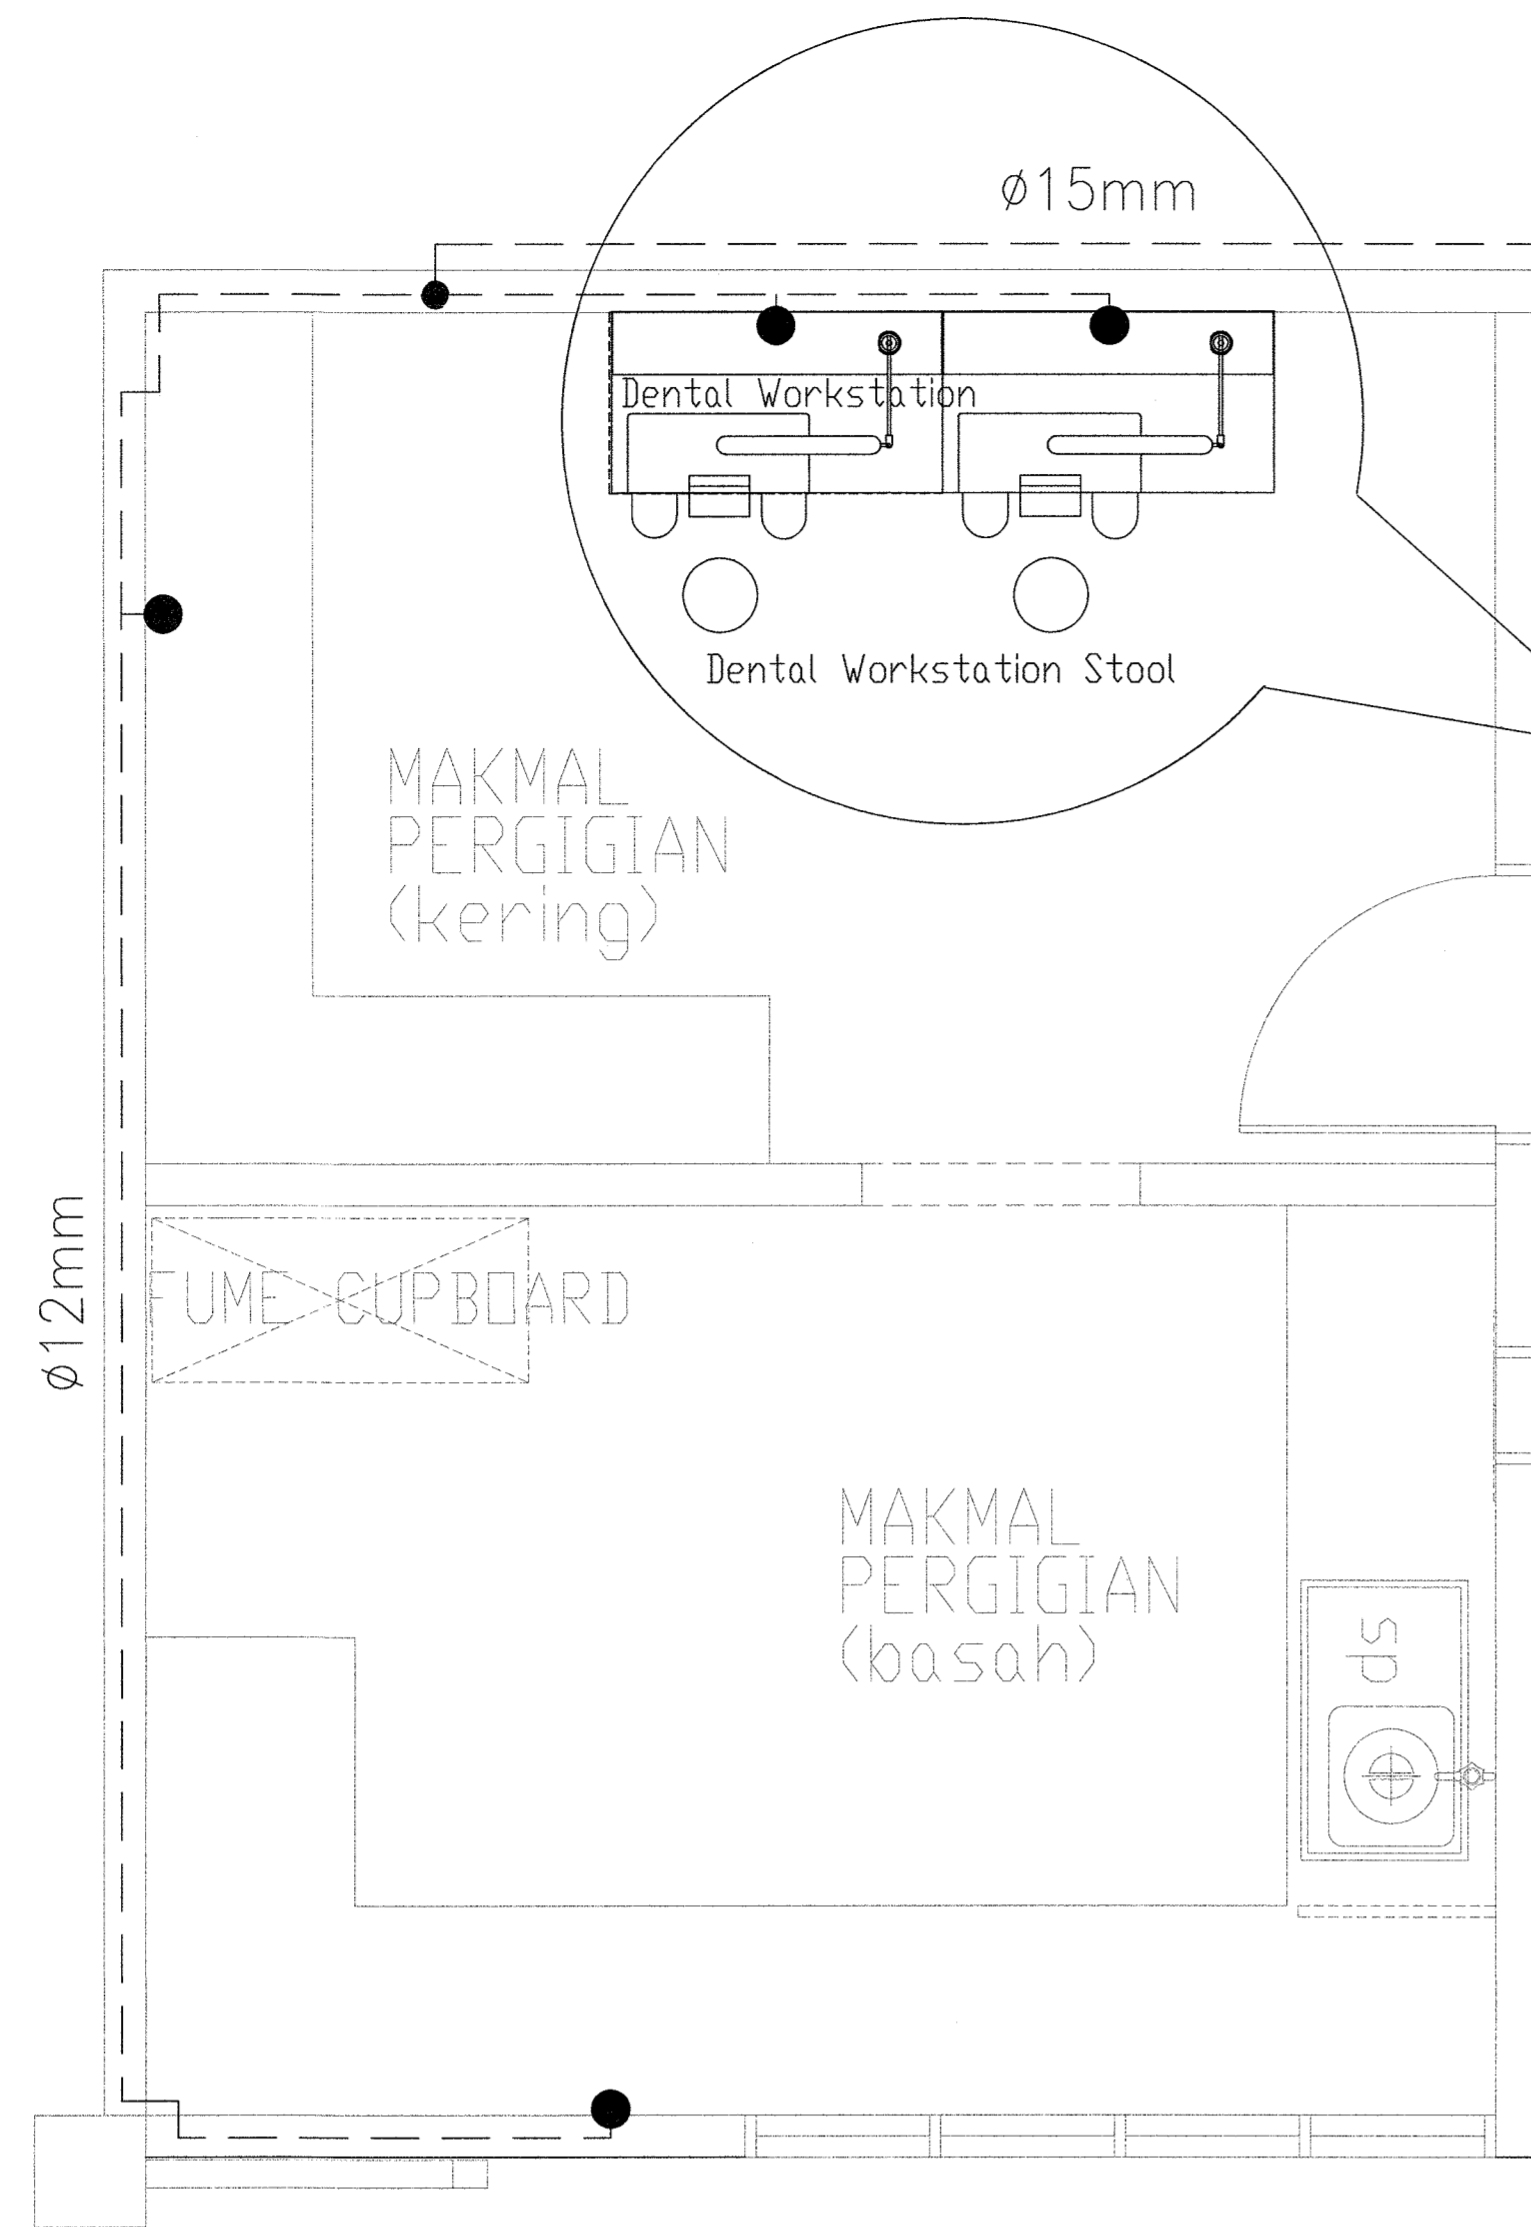 ø15mm
Dental Workstation
Dental Workstation Stool
MAKMAL
PERGIGIAN
(kering)
ø12mm
FUME CUPBOARD
MAKMAL
PERGIGIAN
(basah)
ds